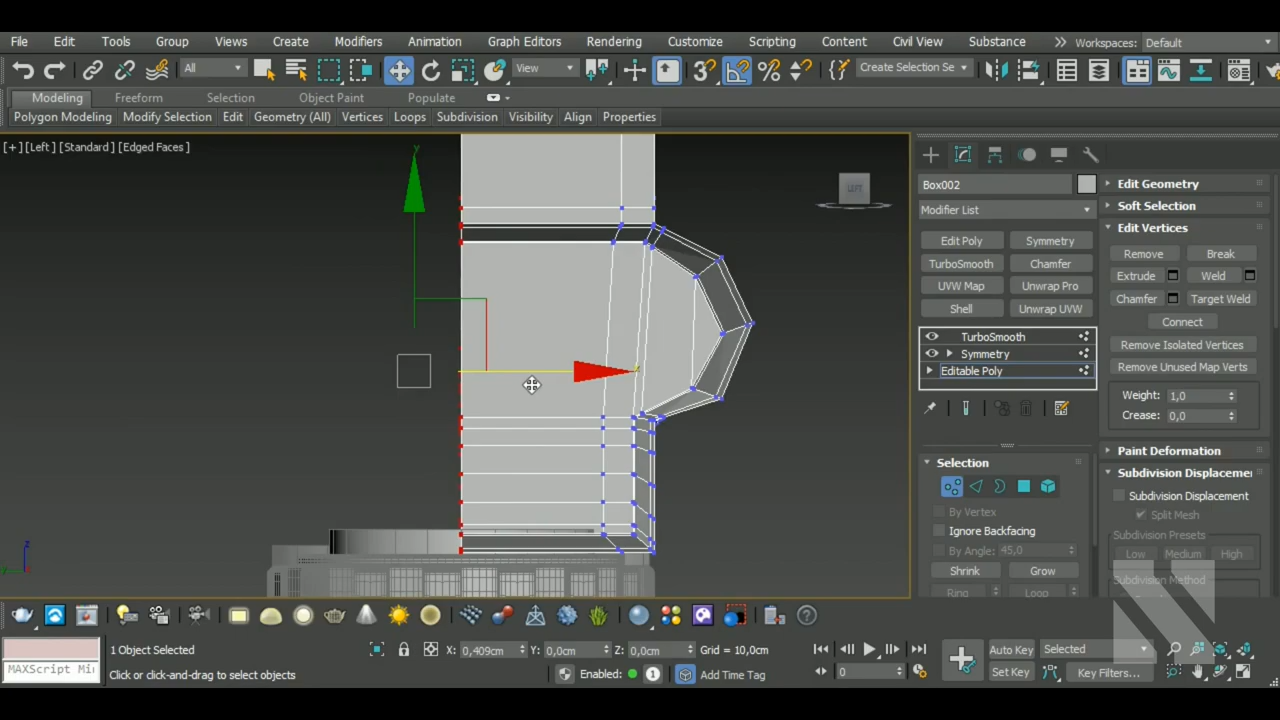 File Edit Tools Group Views Create Modifiers Animation Graph Editors Rendering Customize Scripting Content Civil View Substance Workspaces: Default
All View Create Selection Se
Modeling Freeform Selection Object Paint Populate
Polygon Modeling Modify Selection Edit Geometry (All) Vertices Loops Subdivision Visibility Align Properties
[+] [Left] [Standard] [Edged Faces]
y
LEFT
Box002
Modifier List
Edit Poly Symmetry
TurboSmooth Chamfer
UVW Map Unwrap Pro
Shell Unwrap UVW
TurboSmooth
Symmetry
Editable Poly
Selection
By Vertex
Ignore Backfacing
By Angle: 45,0
Shrink Grow
Ring Loop
Edit Geometry
Soft Selection
Edit Vertices
Remove Break
Extrude Weld
Chamfer Target Weld
Connect
Remove Isolated Vertices
Remove Unused Map Verts
Weight: 1,0
Crease: 0,0
Paint Deformation
Subdivision Displaceme
Subdivision Displacement
Split Mesh
Subdivision Presets
Low Medium High
Subdivision Method
z
1 Object Selected X: 0,409cm Y: 0,0cm Z: 0,0cm Grid = 10,0cm Auto Key Selected
MAXScript Mi Click or click-and-drag to select objects Enabled: 1 Add Time Tag 0 Set Key Key Filters...